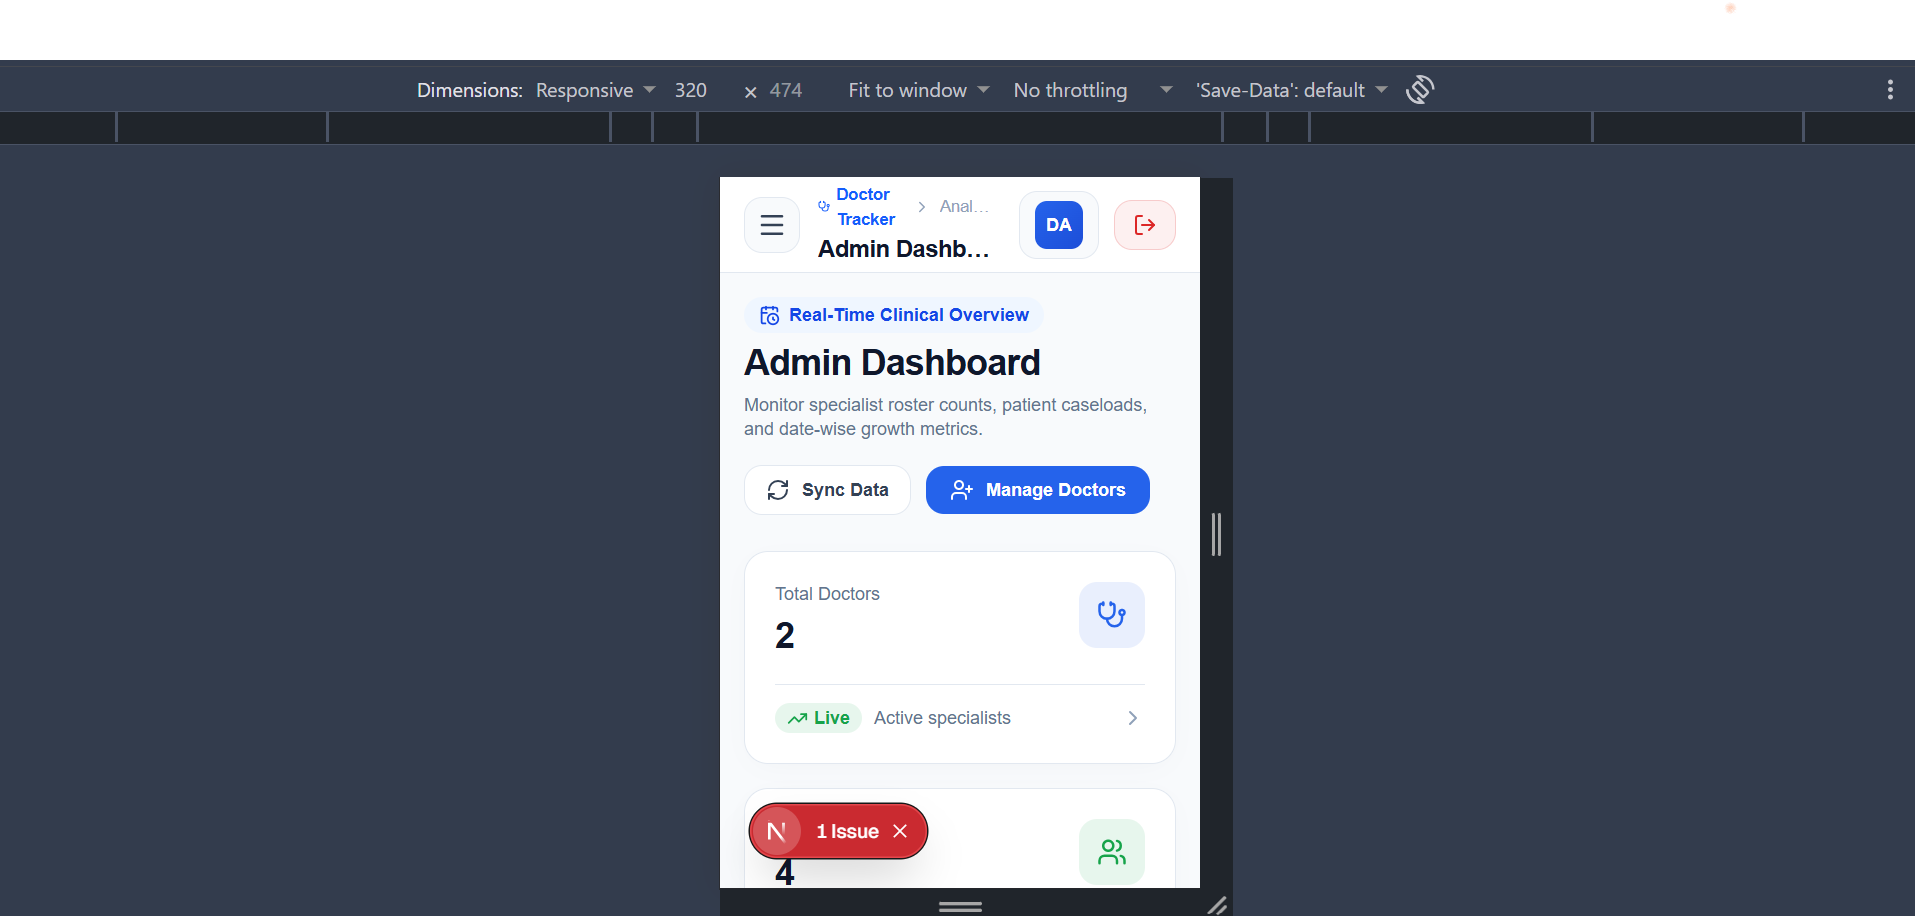 Dimensions: Responsive 320 × 474 Fit to window No throttling 'Save-Data': default
Doctor
Tracker
Anal...
Admin Dashb...
DA
Real-Time Clinical Overview
Admin Dashboard
Monitor specialist roster counts, patient caseloads,
and date-wise growth metrics.
Sync Data
Manage Doctors
Total Doctors
2
Live
Active specialists
N
1 Issue
4